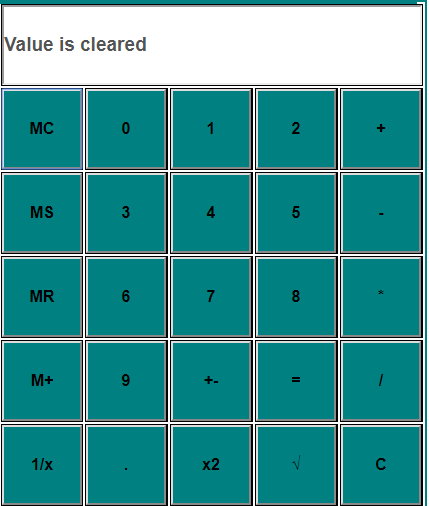 Value is cleared
MC 0 1 2 +
MS 3 4 5 -
MR 6 7 8 *
M+ 9 +- = /
1/x . x2 √ C